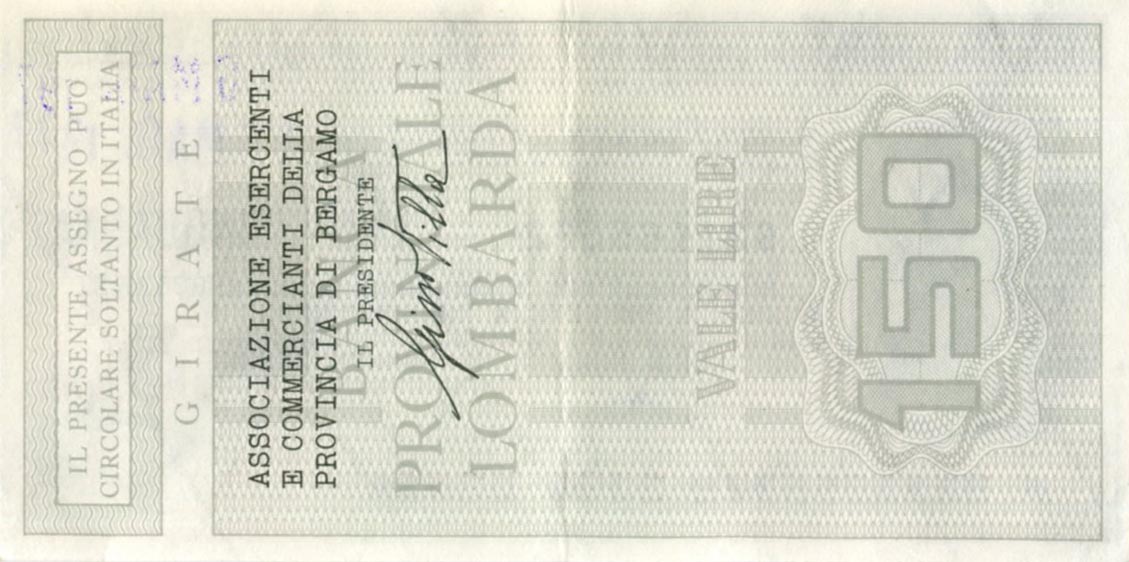 IL PRESENTE ASSEGNO PUO'
CIRCOLARE SOLTANTO IN ITALIA
GIRATE
ASSOCIAZIONE ESERCENTI
E COMMERCIANTI DELLA
PROVINCIA DI BERGAMO
IL PRESIDENTE
BANCA
PROVINCIALE
LOMBARDA
VALE LIRE
150